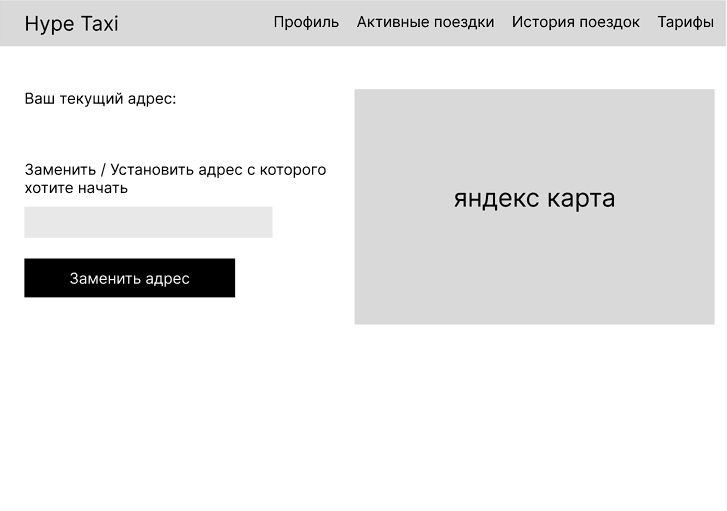 Hype Taxi
Профиль Активные поездки История поездок Тарифы
Ваш текущий адрес:
Заменить / Установить адрес с которого
хотите начать
Заменить адрес
яндекс карта